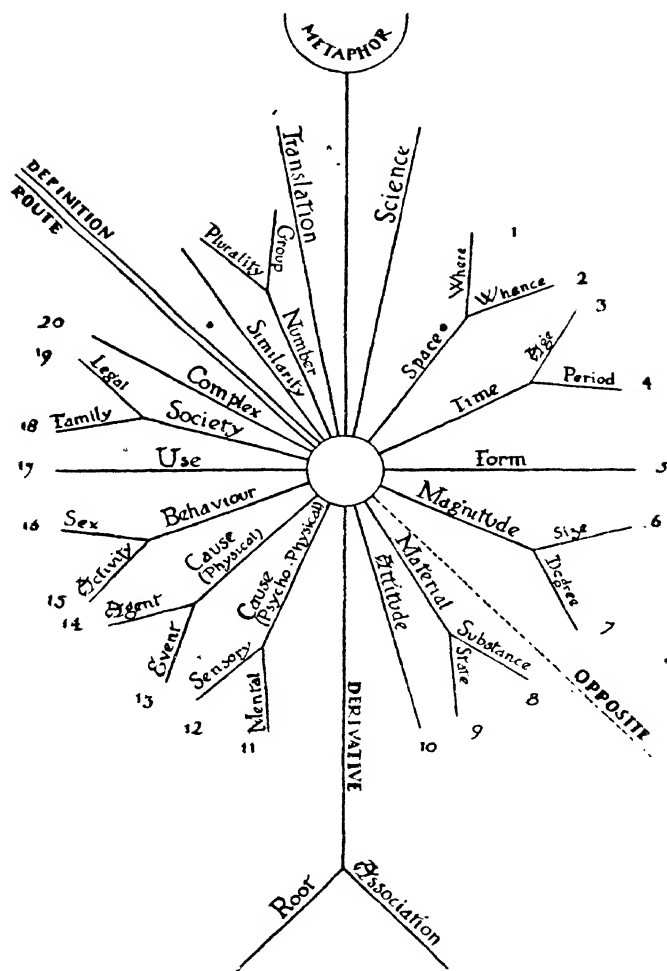 METAPHOR
Translation
Science
DEFINITION
ROUTE
Plurality
Group
Number
Similarity
1
Where
2
Whence
Space
3
Age
Time
Period
4
20
Complex
19
Legal
Society
18
Family
17
Use
Form
5
16
Sex
Behaviour
Activity
15
Magnitude
Size
6
Degree
7
Cause
(Physical)
Agent
14
Event
13
Cause
(Psycho-Physical)
Sensory
12
Mental
11
Attitude
10
Material
Substance
8
State
9
OPPOSITE
DERIVATIVE
Root
Association